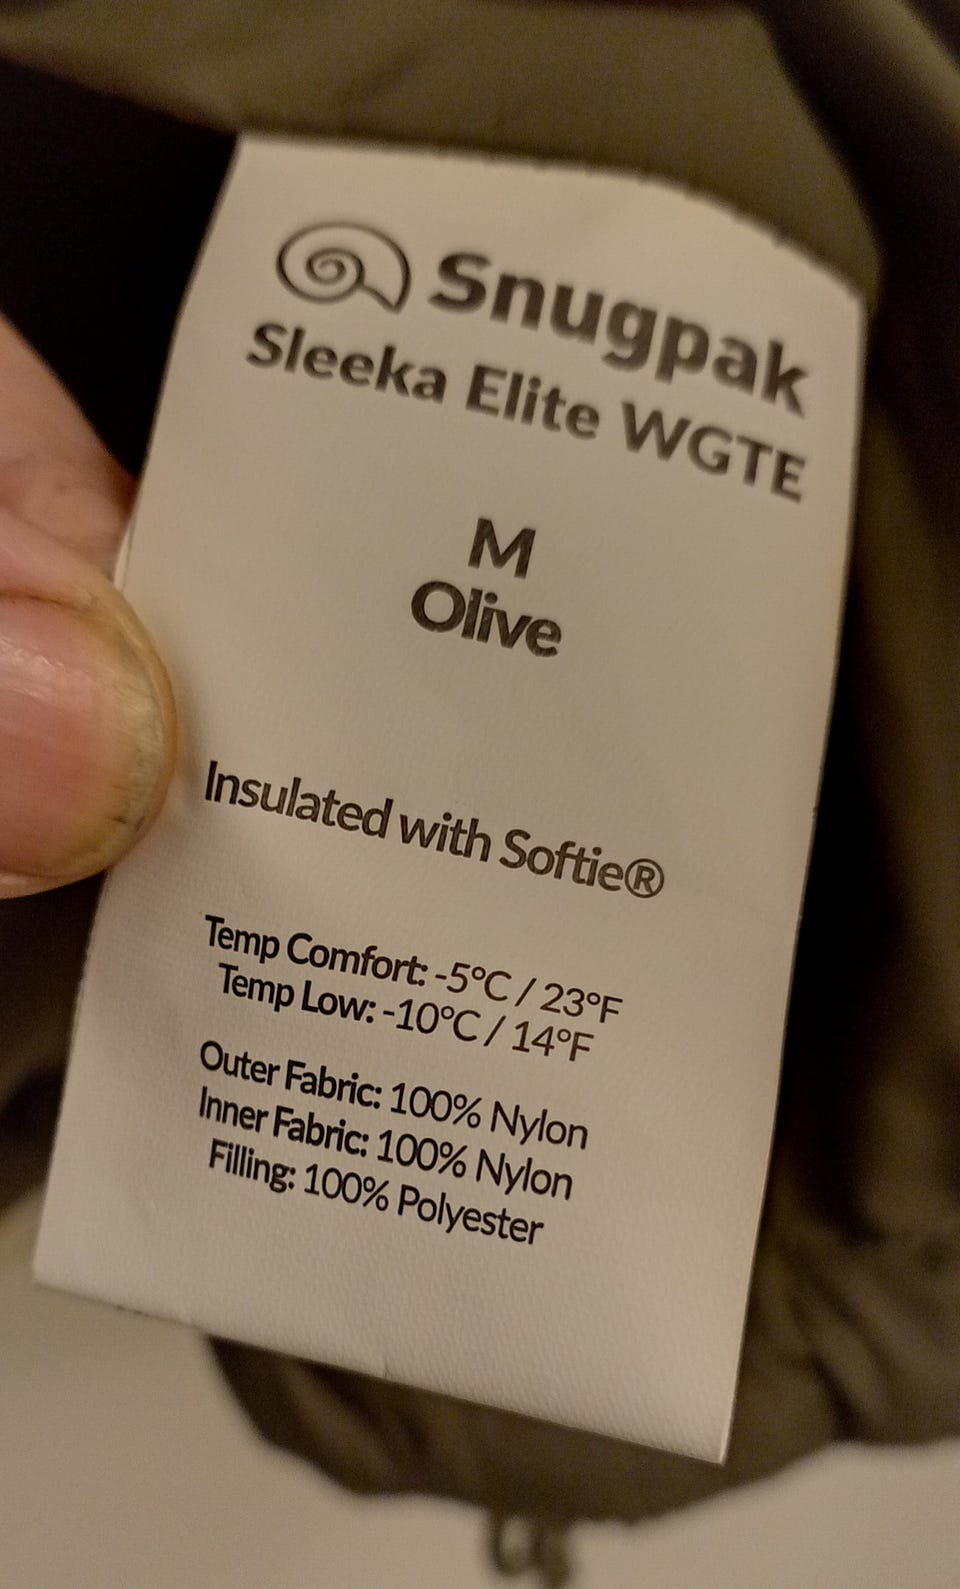 Snugpak
Sleeka Elite WGTE
M
Olive
Insulated with Softie®
Temp Comfort: -5°C / 23°F
Temp Low: -10°C / 14°F
Outer Fabric: 100% Nylon
Inner Fabric: 100% Nylon
Filling: 100% Polyester